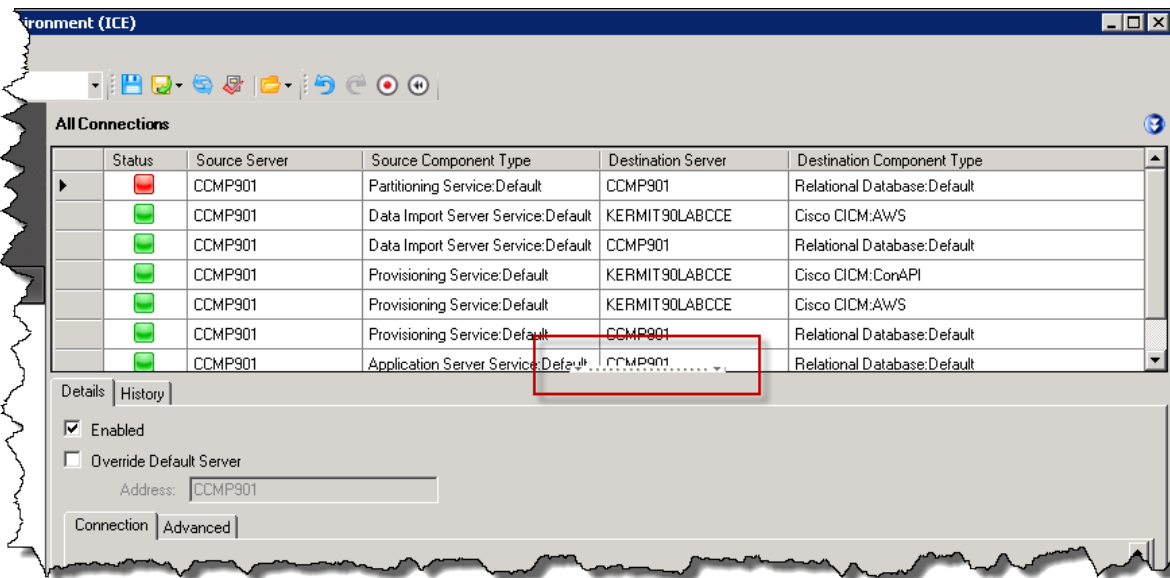 ironment (ICE)
All Connections
Status Source Server Source Component Type Destination Server Destination Component Type
CCMP901 Partitioning Service:Default CCMP901 Relational Database:Default
CCMP901 Data Import Server Service:Default KERMIT90LABCCE Cisco CICM:AWS
CCMP901 Data Import Server Service:Default CCMP901 Relational Database:Default
CCMP901 Provisioning Service:Default KERMIT90LABCCE Cisco CICM:ConAPI
CCMP901 Provisioning Service:Default KERMIT90LABCCE Cisco CICM:AWS
CCMP901 Provisioning Service:Default CCMP901 Relational Database:Default
CCMP901 Application Server Service:Default CCMP901 Relational Database:Default
Details History
Enabled
Override Default Server
Address: CCMP901
Connection Advanced